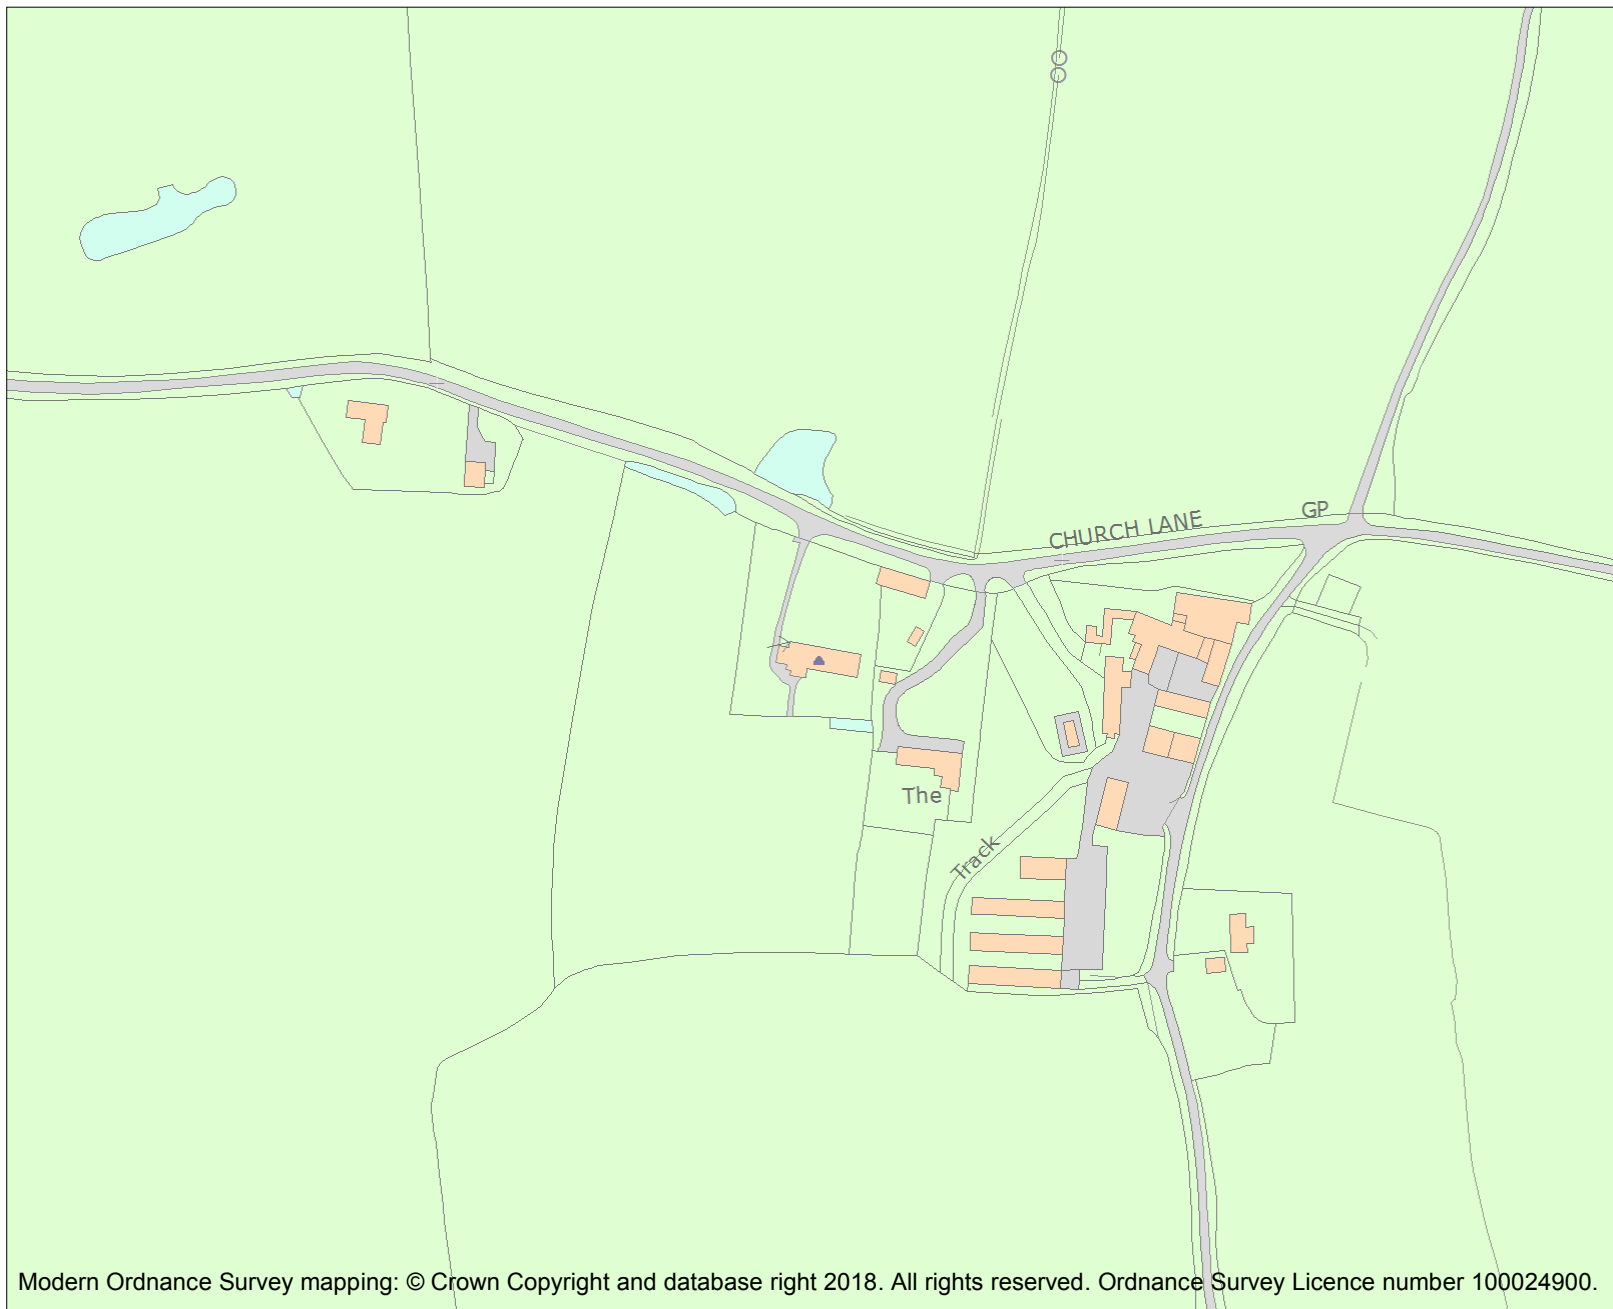 CHURCH LANE
GP
The
Track
Modern Ordnance Survey mapping: © Crown Copyright and database right 2018. All rights reserved. Ordnance Survey Licence number 100024900.